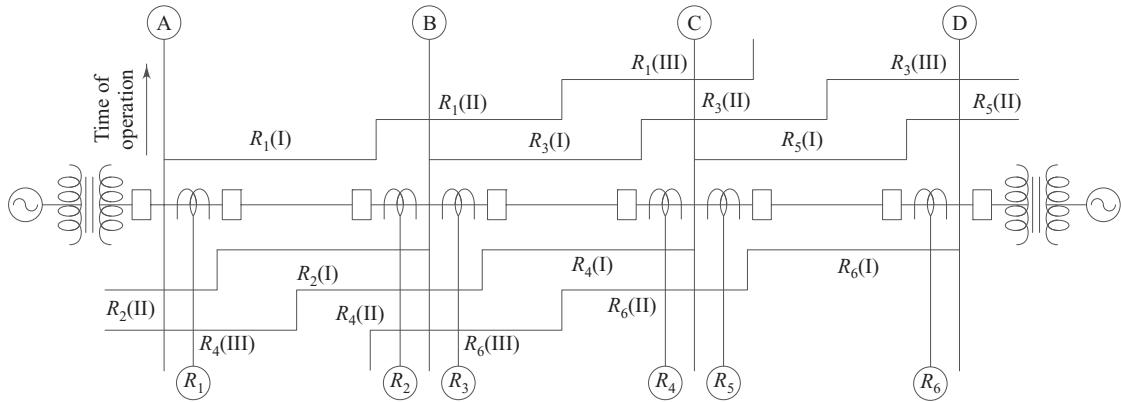 A B C D
R₁(III) R₃(III)
R₁(II) R₃(II) R₅(II)
Time of
operation
R₁(I) R₃(I) R₅(I)
R₂(I) R₄(I) R₆(I)
R₂(II) R₄(II) R₆(II)
R₄(III) R₆(III)
R₁ R₂ R₃ R₄ R₅ R₆